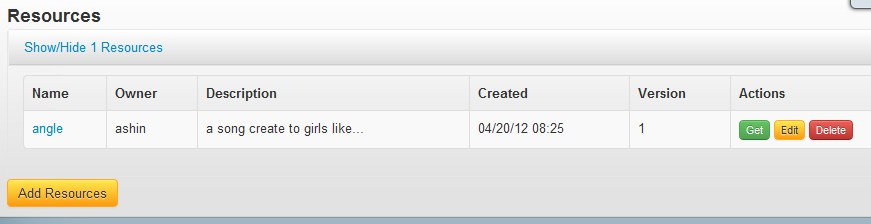 Resources
Show/Hide 1 Resources
Name Owner Description Created Version Actions
angle ashin a song create to girls like... 04/20/12 08:25 1 Get Edit Delete
Add Resources